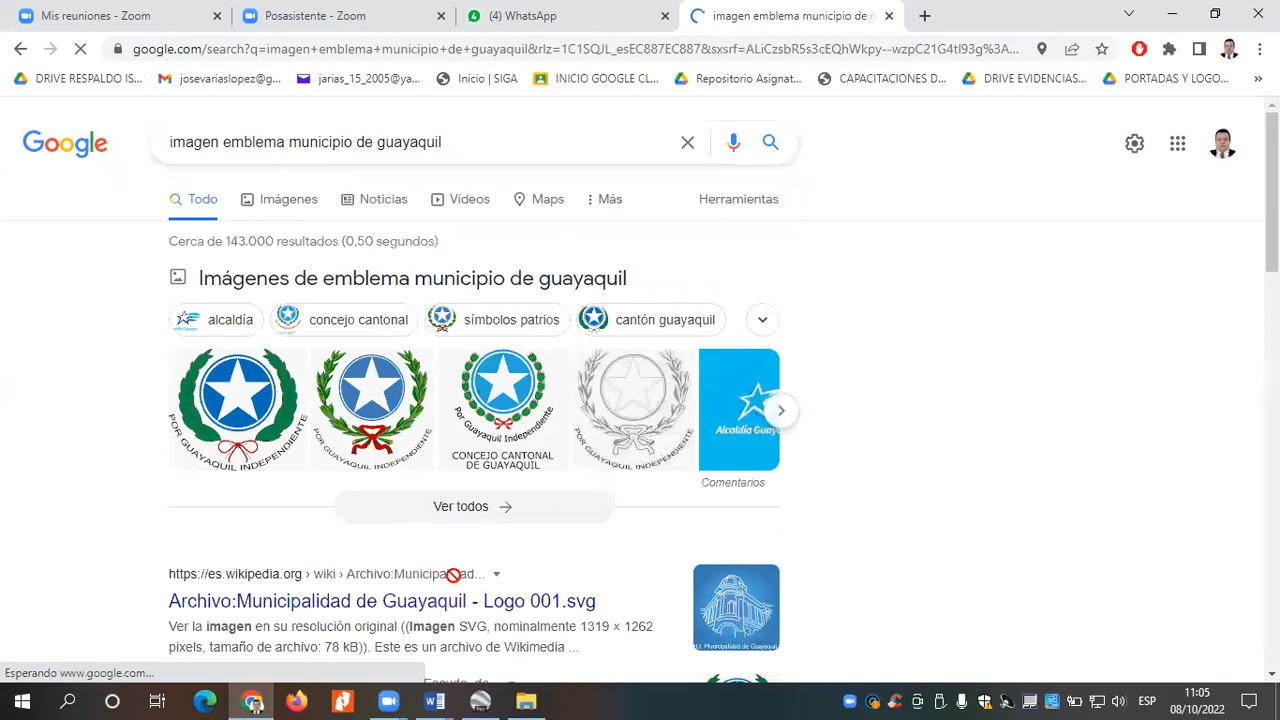 Mis reuniones - Zoom
Posasistente - Zoom
(4) WhatsApp
imagen emblema municipio de
google.com/search?q=imagen+emblema+municipio+de+guayaquil&rlz=1C1SQJL_esEC887EC887&sxsrf=ALiCzsbR5s3cEQhWkpy--wzpC21G4tI93g%3A...
DRIVE RESPALDO IS...
josevariaslopez@g...
jarias_15_2005@ya...
Inicio | SIGA
INICIO GOOGLE CL...
Repositorio Asignat...
CAPACITACIONES D...
DRIVE EVIDENCIAS...
PORTADAS Y LOGO...
»
Google
imagen emblema municipio de guayaquil
Todo
Imágenes
Noticias
Vídeos
Maps
Más
Herramientas
Cerca de 143.000 resultados (0,50 segundos)
Imágenes de emblema municipio de guayaquil
alcaldía
concejo cantonal
símbolos patrios
cantón guayaquil
POR GUAYAQUIL INDEPENDIENTE
POR GUAYAQUIL INDEPENDIENTE
Por Guayaquil Independiente
CONCEJO CANTONAL
DE GUAYAQUIL
POR GUAYAQUIL INDEPENDIENTE
Alcaldía Guayaq
Comentarios
Ver todos
https://es.wikipedia.org › wiki › Archivo:Municipalidad...
Archivo:Municipalidad de Guayaquil - Logo 001.svg
Ver la imagen en su resolución original ((Imagen SVG, nominalmente 1319 × 1262
píxels, tamaño de archivo: 78 kB)). Este es un archivo de Wikimedia ...
M.I. Municipalidad de Guayaquil
Esperando www.google.com...
ESP
11:05
08/10/2022